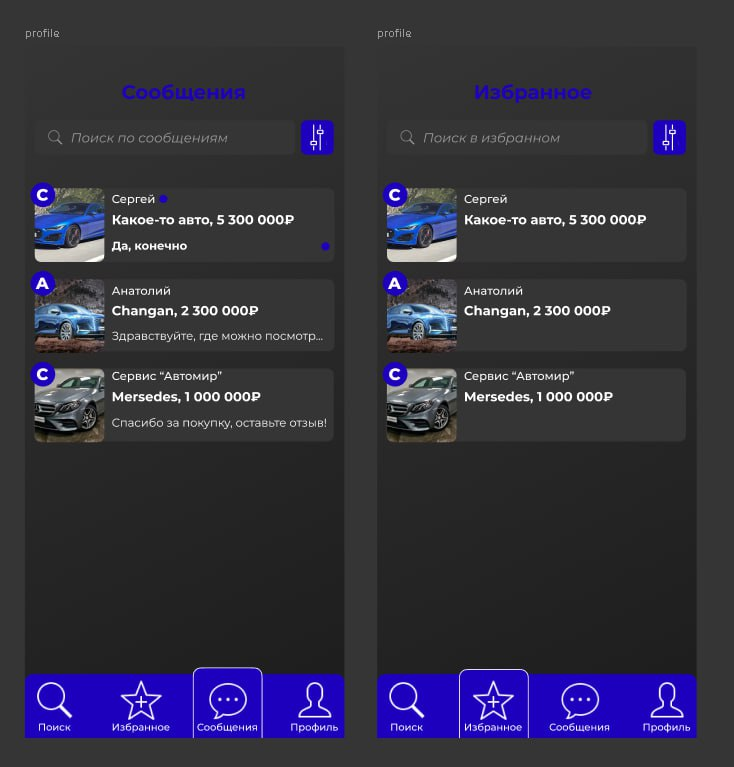 profile
Сообщения
Поиск по сообщениям
С
Сергей
Какое-то авто, 5 300 000₽
Да, конечно
А
Анатолий
Changan, 2 300 000₽
Здравствуйте, где можно посмотр...
С
Сервис “Автомир”
Mersedes, 1 000 000₽
Спасибо за покупку, оставьте отзыв!
Поиск
Избранное
Сообщения
Профиль
profile
Избранное
Поиск в избранном
С
Сергей
Какое-то авто, 5 300 000₽
А
Анатолий
Changan, 2 300 000₽
С
Сервис “Автомир”
Mersedes, 1 000 000₽
Поиск
Избранное
Сообщения
Профиль